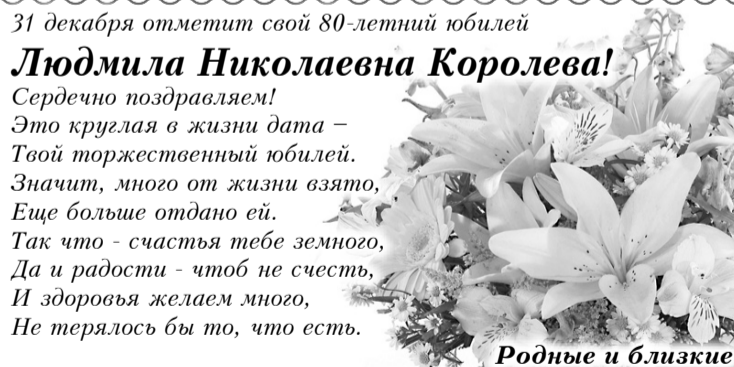 31 декабря отметит свой 80-летний юбилей
Людмила Николаевна Королева!
Сердечно поздравляем!
Это круглая в жизни дата –
Твой торжественный юбилей.
Значит, много от жизни взято,
Еще больше отдано ей.
Так что - счастья тебе земного,
Да и радости - чтоб не счесть,
И здоровья желаем много,
Не терялось бы то, что есть.
Родные и близкие